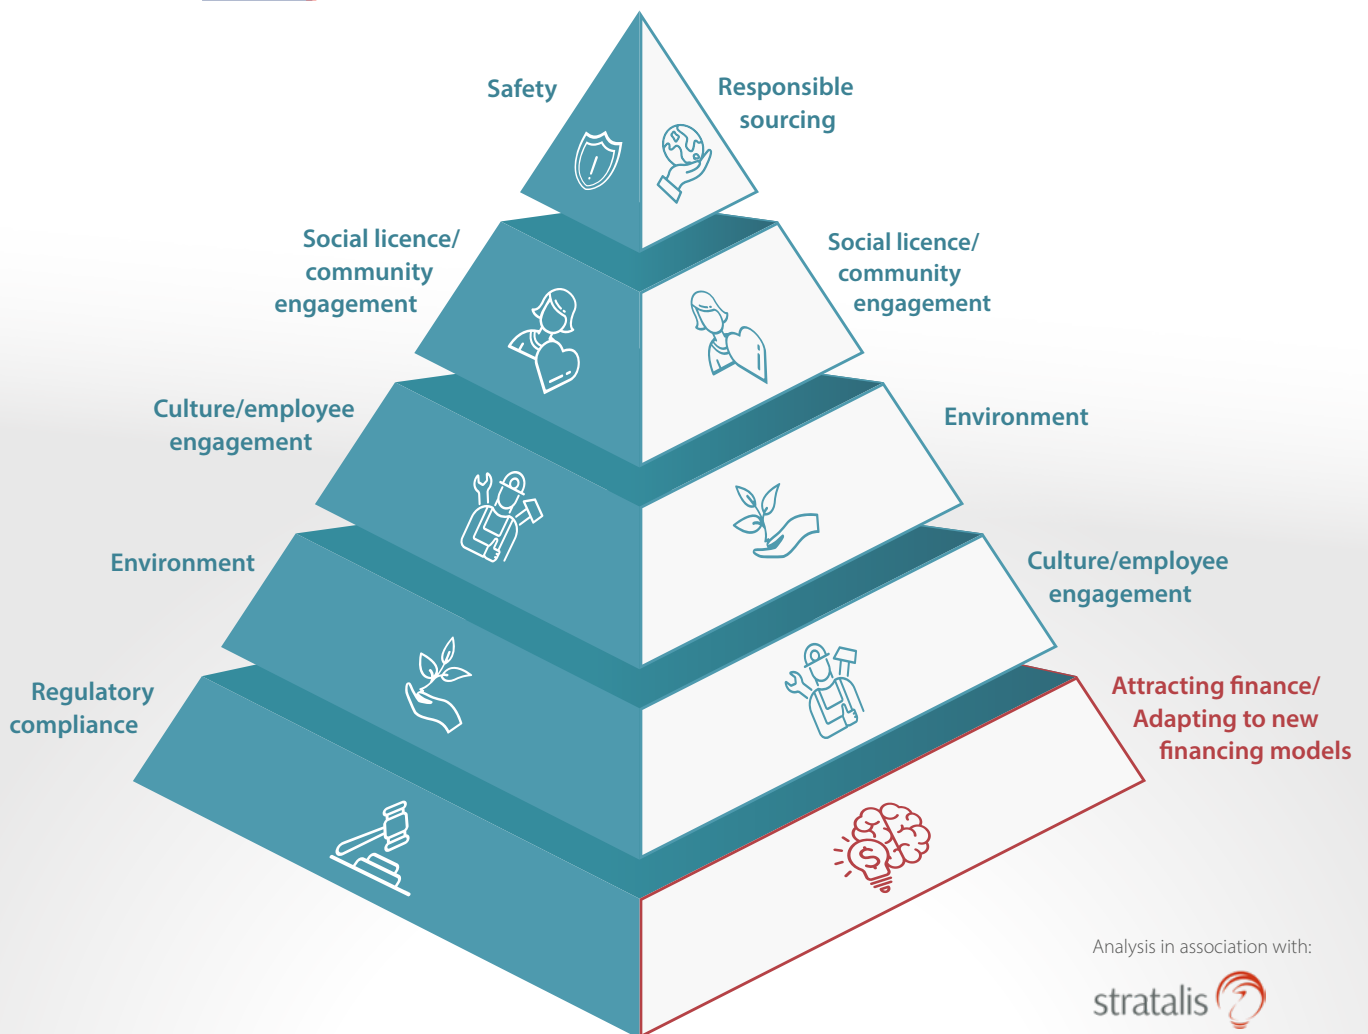 Safety
Responsible
sourcing
Social licence/
community
engagement
Social licence/
community
engagement
Culture/employee
engagement
Environment
Environment
Culture/employee
engagement
Regulatory
compliance
Attracting finance/
Adapting to new
financing models
$
Analysis in association with:
stratalis